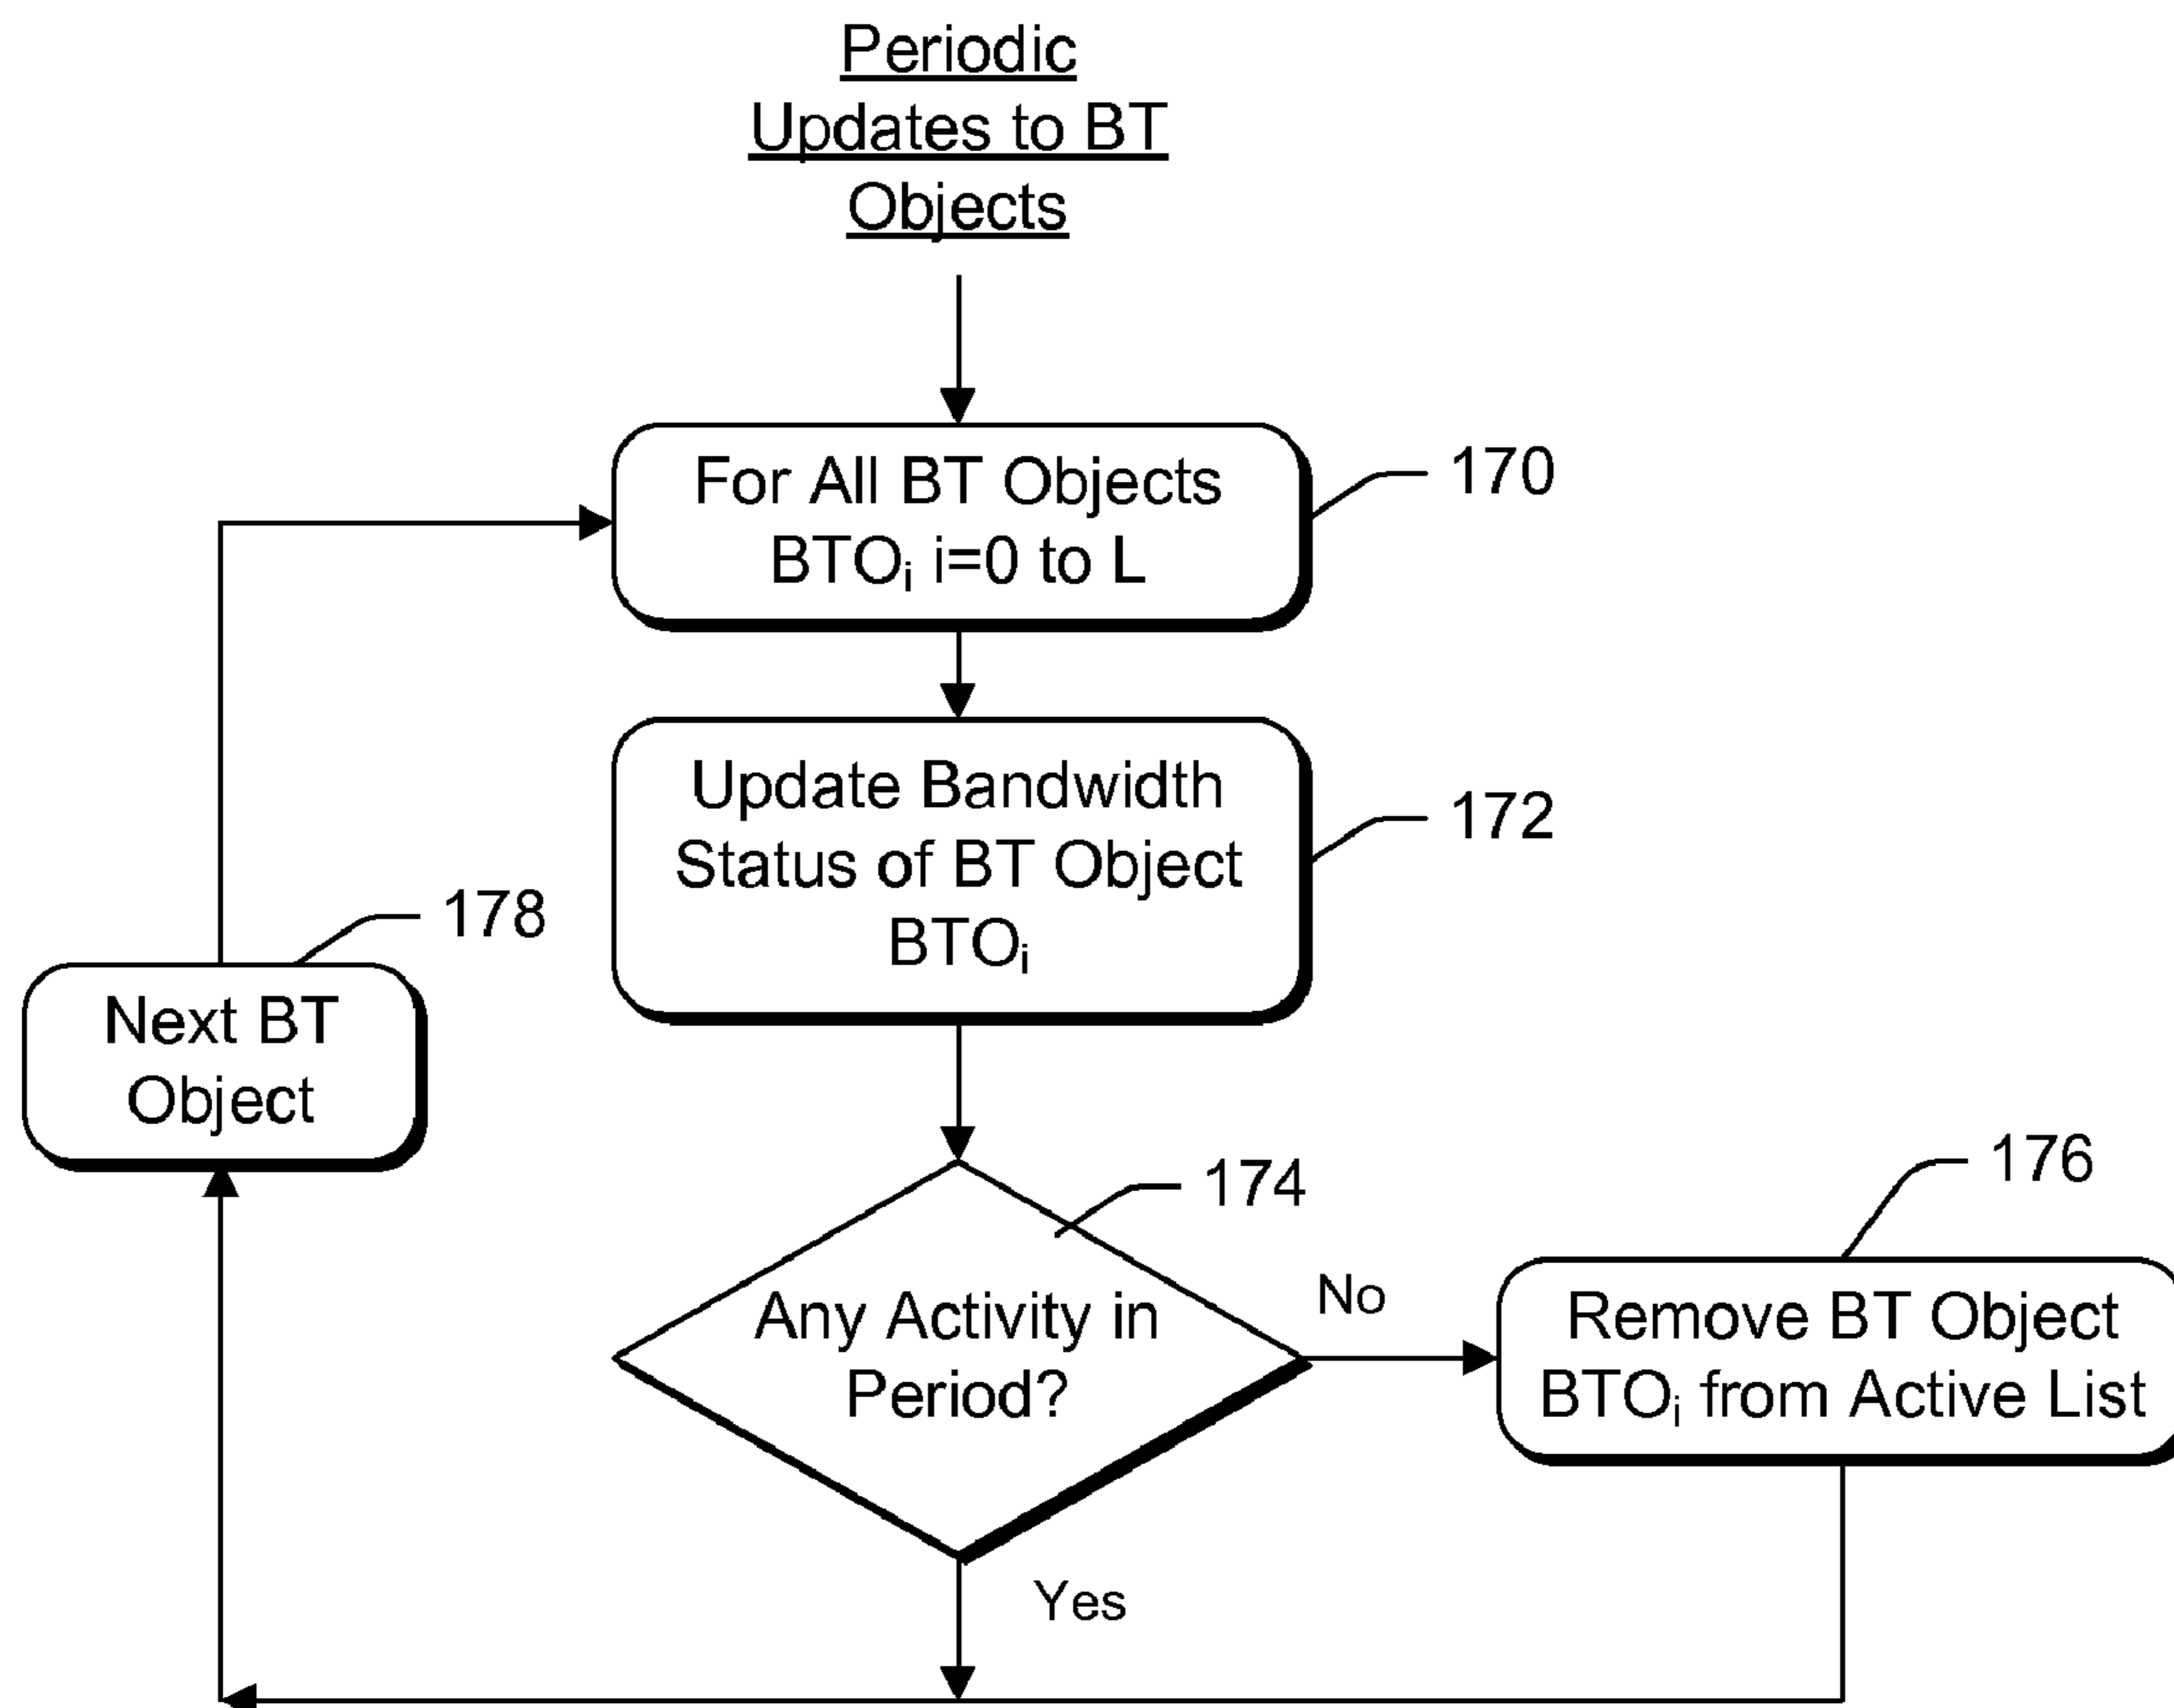 Periodic
Updates to BT
Objects
For All BT Objects
BTOᵢ i=0 to L
170
Update Bandwidth
Status of BT Object
BTOᵢ
172
178
Next BT
Object
174
Any Activity in
Period?
No
176
Remove BT Object
BTOᵢ from Active List
Yes